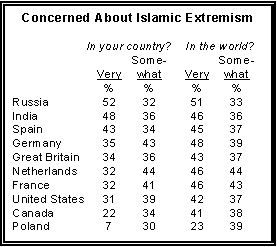 Concerned About Islamic Extremism
In your country? In the world?
Some- Some-
Very what Very what
% % % %
Russia 52 32 51 33
India 48 36 46 36
Spain 43 34 45 37
Germany 35 43 48 39
Great Britain 34 36 43 37
Netherlands 32 44 46 44
France 32 41 46 43
United States 31 39 42 37
Canada 22 34 41 38
Poland 7 30 23 39